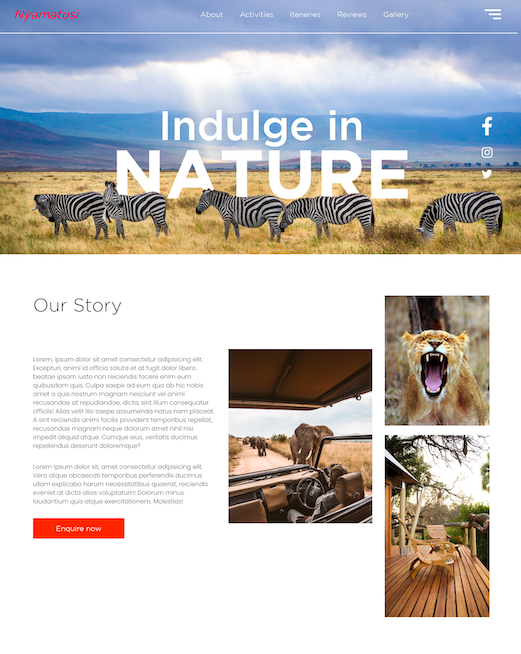 Nyamatusi
About
Activities
Iteneries
Reviews
Gallery
Indulge in
NATURE
Our Story
Lorem, ipsum dolor sit amet consectetur adipisicing elit.
Excepturi, animi id officia soluta et at fugit dolor libero
beatae ipsam iusto non reiciendis facere enim eum
quibusdam quis. Culpa saepe ad eum quo ab hic nobis
amet a quis nostrum magnam nesciunt vel animi
recusandae at repudiandae, dicta, sint illum consequatur
officiis! Alias velit illo saepe assumenda natus nam placeat.
A sint reiciendis animi facilis provident temporibus repellat,
recusandae magnam neque dolorum amet nihil nisi
impedit aliquid atque. Cumque eius, veritatis ducimus
repellendus deserunt doloremque?
Lorem ipsum dolor sit, amet consectetur adipisicing elit.
Vero atque obcaecati temporibus perferendis ducimus
ullam explicabo harum necessitatibus quaerat, reiciendis
eveniet at dicta alias voluptatum! Dolorum minus
laudantium quis atque exercitationem. Molestias!
Enquire now